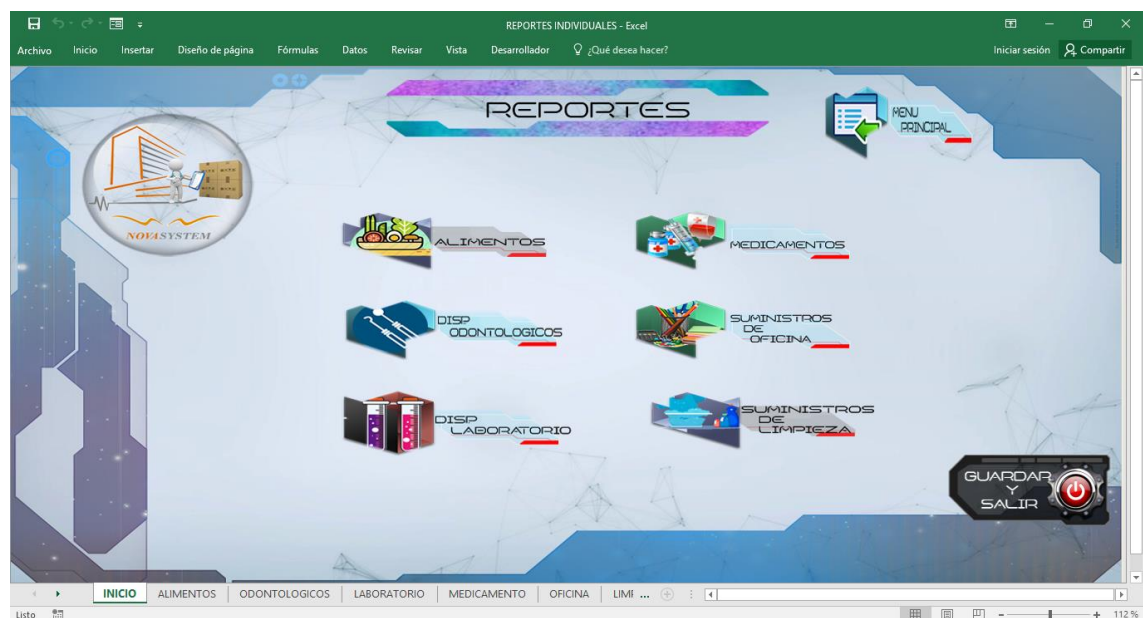 REPORTES INDIVIDUALES - Excel
Archivo Inicio Insertar Diseño de página Fórmulas Datos Revisar Vista Desarrollador ¿Qué desea hacer? Iniciar sesión Compartir
REPORTES
MENU
PRINCIPAL
NOVASYSTEM
ALIMENTOS
MEDICAMENTOS
DISP
ODONTOLOGICOS
SUMINISTROS
DE
OFICINA
DISP
LABORATORIO
SUMINISTROS
DE
LIMPIEZA
GUARDAR
Y
SALIR
INICIO ALIMENTOS ODONTOLOGICOS LABORATORIO MEDICAMENTO OFICINA LIMF ...
Listo 112 %